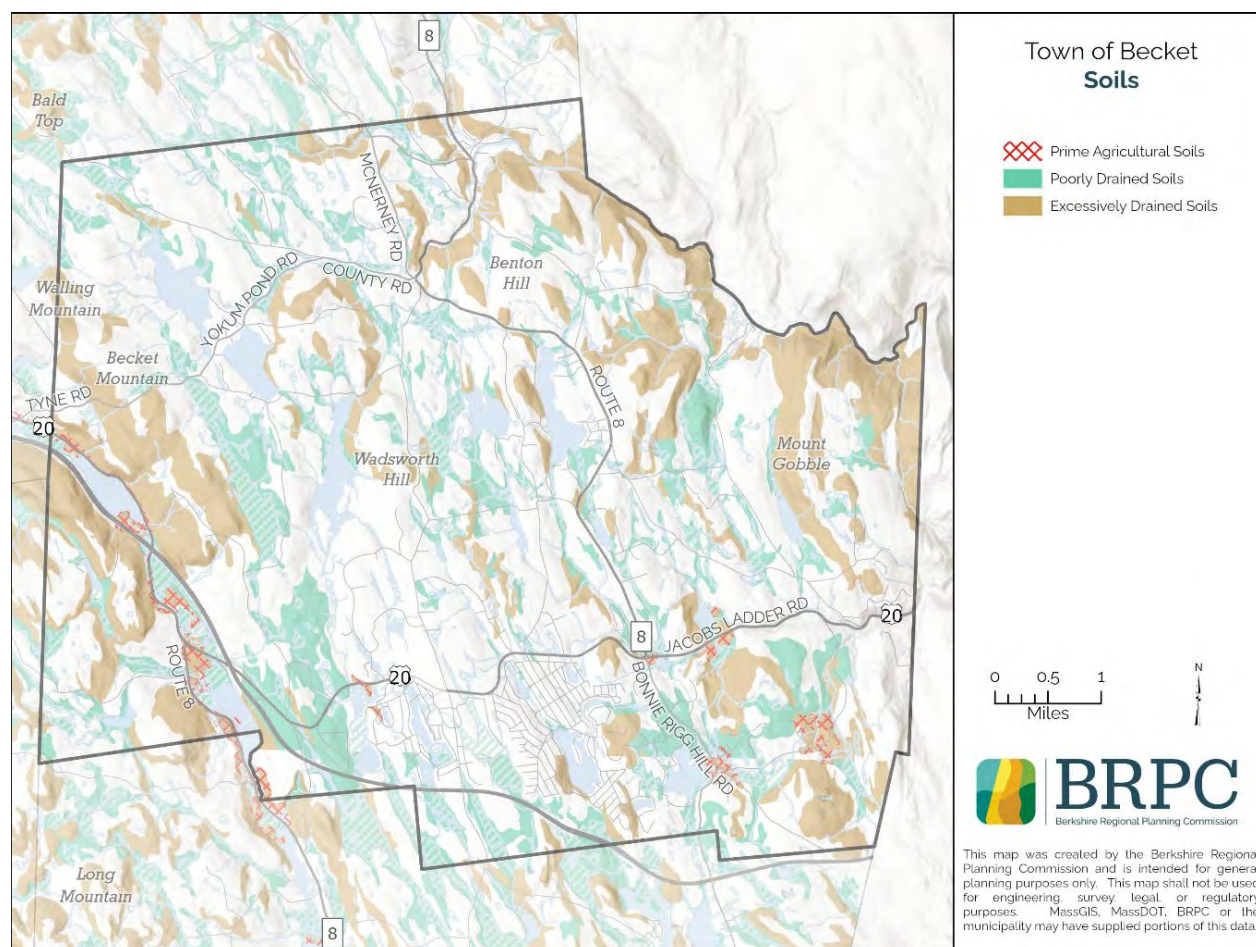 8
Bald
Top
MCNERNEY RD
Benton
Hill
COUNTY RD
YOKUM POND RD
Walling
Mountain
Becket
Mountain
TYNE RD
20
ROUTE 8
Wadsworth
Hill
Mount
Gobble
20
JACOBS LADDER RD
8
BONNIE RIGG HILL RD
20
ROUTE 8
Long
Mountain
8
Town of Becket
Soils
Prime Agricultural Soils
Poorly Drained Soils
Excessively Drained Soils
0 0.5 1
Miles
N
BRPC
Berkshire Regional Planning Commission
This map was created by the Berkshire Regiona
Planning Commission and is intended for genera
planning purposes only. This map shall not be used
for engineering, survey, legal, or regulatory
purposes. MassGIS, MassDOT, BRPC or the
municipality may have supplied portions of this data.